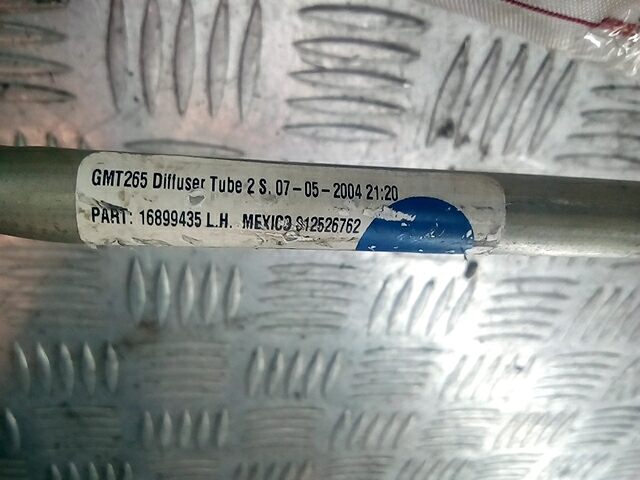 GMT265 Diffuser Tube 2 S. 07-05-2004 21:20
PART: 16899435 L.H. MEXICO S12526762